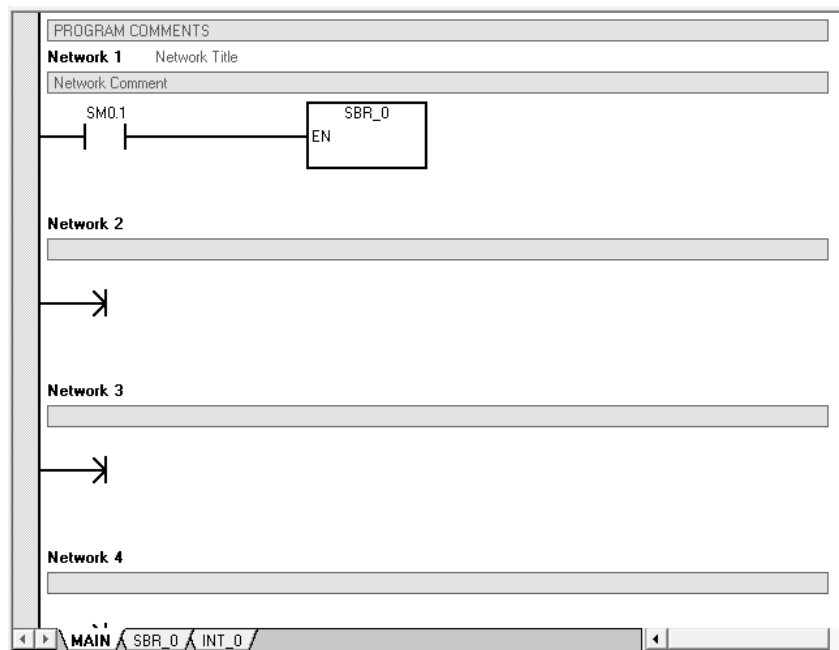 PROGRAM COMMENTS
Network 1 Network Title
Network Comment
SM0.1 SBR_0
EN
Network 2
Network 3
Network 4
MAIN SBR_0 INT_0